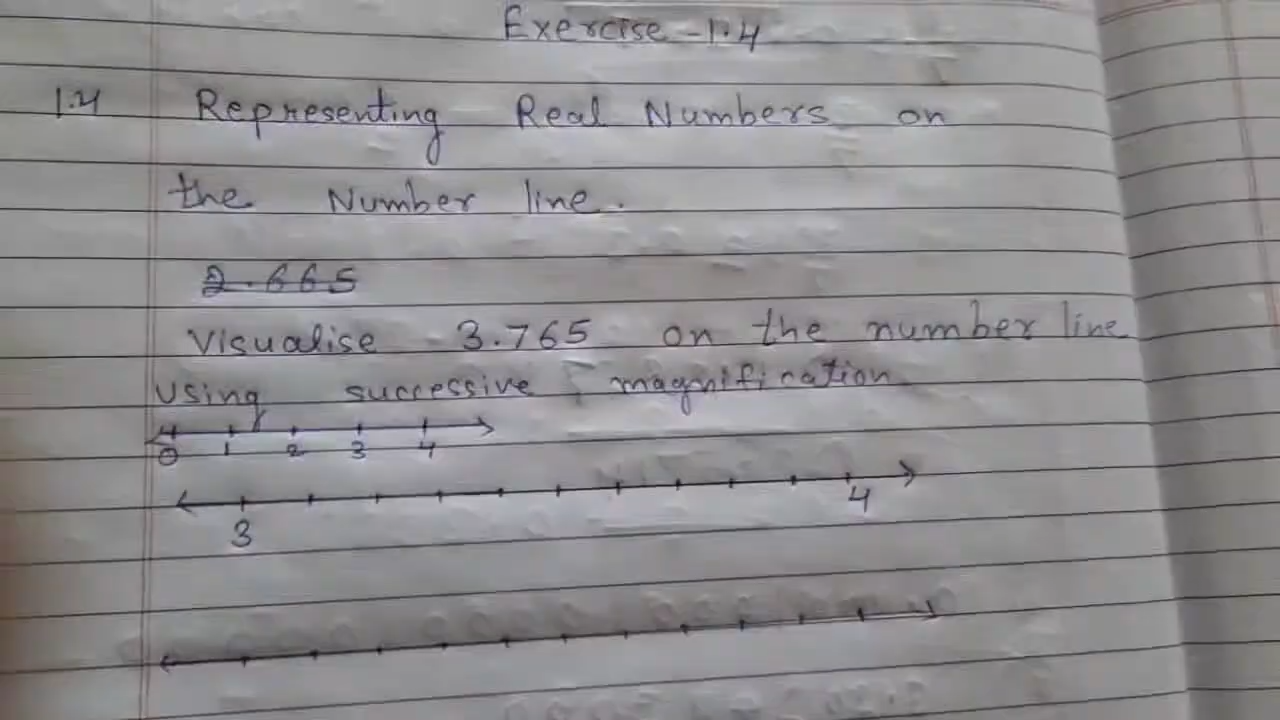 Exercise - 1.4
1.4 Representing Real Numbers on
the Number line.
2.665
Visualise 3.765 on the number line
using successive magnification
0 1 2 3 4
3 4